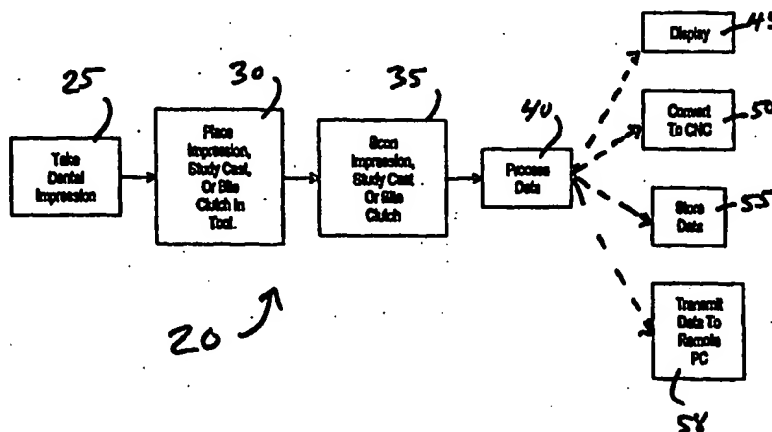 25
Take
Dental
Impression
30
Place
Impression,
Study Cast,
Or Bite
Clutch In
Tool.
35
Scan
Impression,
Study Cast
Or Bite
Clutch
40
Process
Data
45
Display
50
Convert
To CNC
55
Store
Data
Transmit
Data To
Remote
PC
58
20